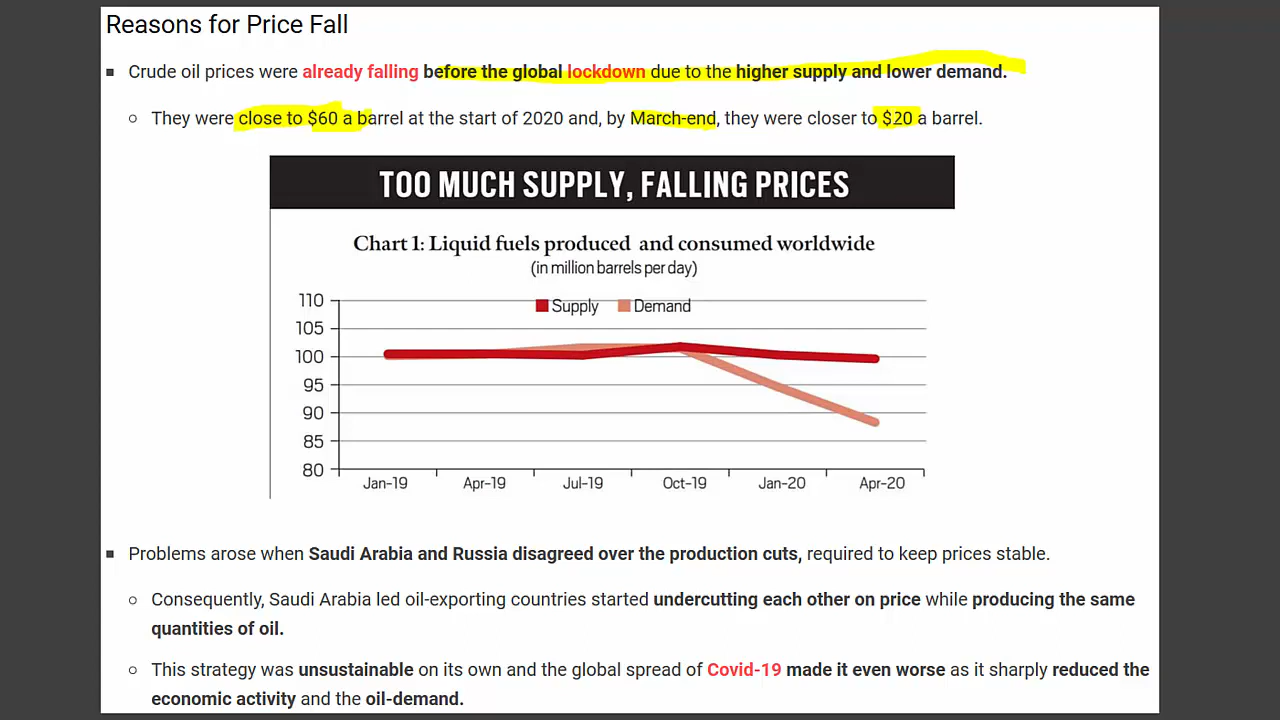 Reasons for Price Fall
Crude oil prices were already falling before the global lockdown due to the higher supply and lower demand.
They were close to $60 a barrel at the start of 2020 and, by March-end, they were closer to $20 a barrel.
TOO MUCH SUPPLY, FALLING PRICES
Chart 1: Liquid fuels produced and consumed worldwide
(in million barrels per day)
Supply Demand
110
105
100
95
90
85
80
Jan-19 Apr-19 Jul-19 Oct-19 Jan-20 Apr-20
Problems arose when Saudi Arabia and Russia disagreed over the production cuts, required to keep prices stable.
Consequently, Saudi Arabia led oil-exporting countries started undercutting each other on price while producing the same
quantities of oil.
This strategy was unsustainable on its own and the global spread of Covid-19 made it even worse as it sharply reduced the
economic activity and the oil-demand.